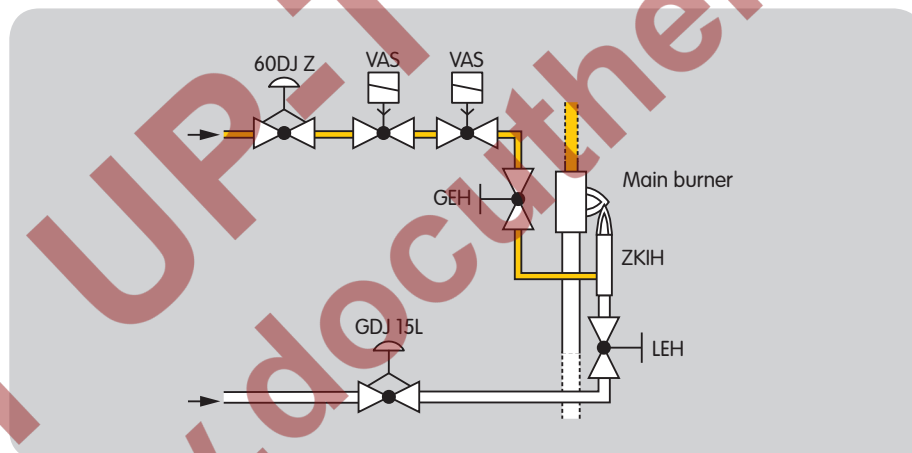 60DJ Z
VAS
VAS
Main burner
GEH
ZKIH
GDJ 15L
LEH